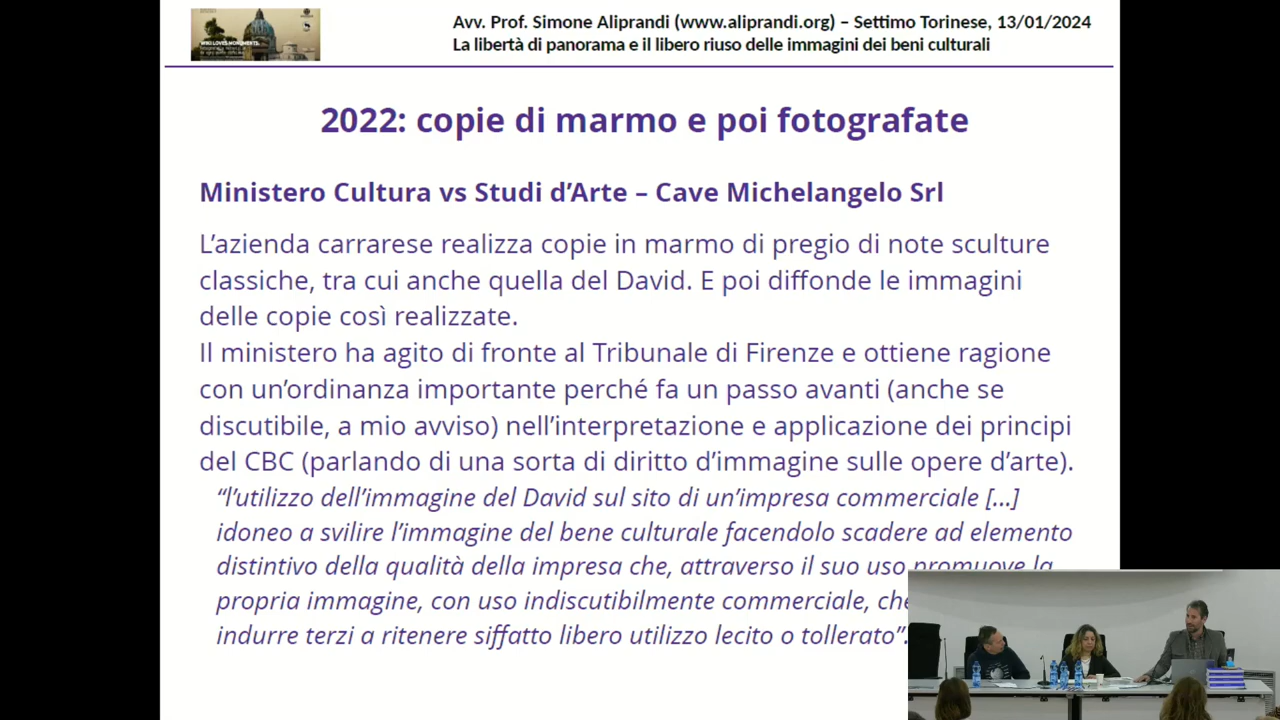 WIKI LOVES MONUMENTS
Avv. Prof. Simone Aliprandi (www.aliprandi.org) – Settimo Torinese, 13/01/2024
La libertà di panorama e il libero riuso delle immagini dei beni culturali
2022: copie di marmo e poi fotografate
Ministero Cultura vs Studi d’Arte – Cave Michelangelo Srl
L’azienda carrarese realizza copie in marmo di pregio di note sculture
classiche, tra cui anche quella del David. E poi diffonde le immagini
delle copie così realizzate.
Il ministero ha agito di fronte al Tribunale di Firenze e ottiene ragione
con un’ordinanza importante perché fa un passo avanti (anche se
discutibile, a mio avviso) nell’interpretazione e applicazione dei principi
del CBC (parlando di una sorta di diritto d’immagine sulle opere d’arte).
“l’utilizzo dell’immagine del David sul sito di un’impresa commerciale [...]
idoneo a svilire l’immagine del bene culturale facendolo scadere ad elemento
distintivo della qualità della impresa che, attraverso il suo uso promuove la
propria immagine, con uso indiscutibilmente commerciale, che
indurre terzi a ritenere siffatto libero utilizzo lecito o tollerato”.